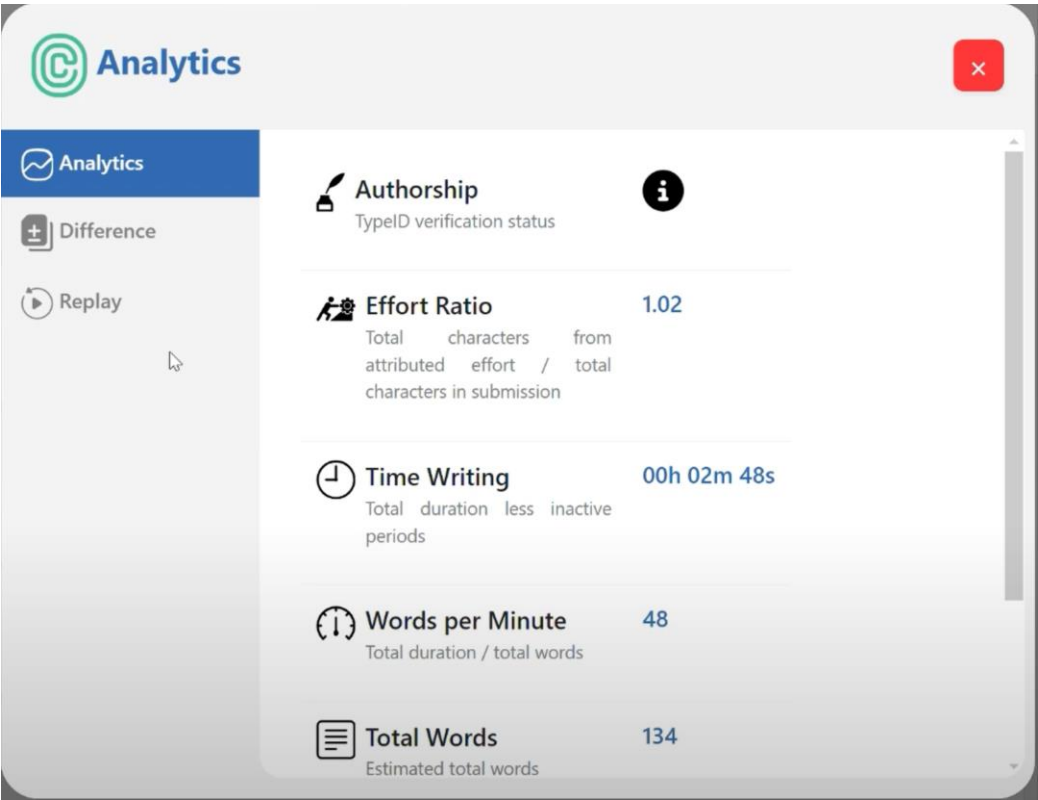 Analytics
×
Analytics
Difference
Replay
Authorship
TypeID verification status
Effort Ratio
1.02
Total characters from
attributed effort / total
characters in submission
Time Writing
00h 02m 48s
Total duration less inactive
periods
Words per Minute
48
Total duration / total words
Total Words
134
Estimated total words